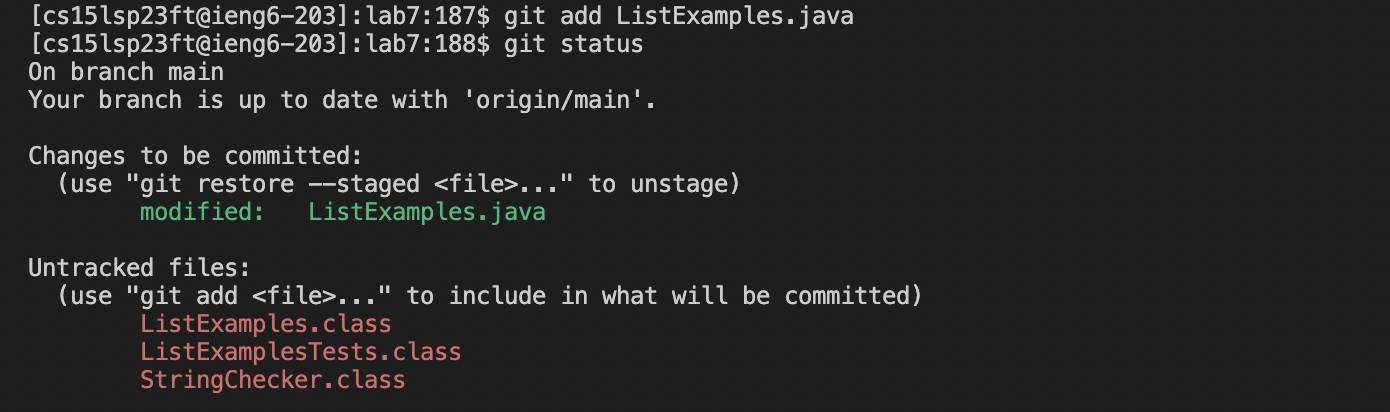 [cs15lsp23ft@ieng6-203]:lab7:187$ git add ListExamples.java
[cs15lsp23ft@ieng6-203]:lab7:188$ git status
On branch main
Your branch is up to date with 'origin/main'.
Changes to be committed:
(use "git restore --staged <file>..." to unstage)
modified: ListExamples.java
Untracked files:
(use "git add <file>..." to include in what will be committed)
ListExamples.class
ListExamplesTests.class
StringChecker.class